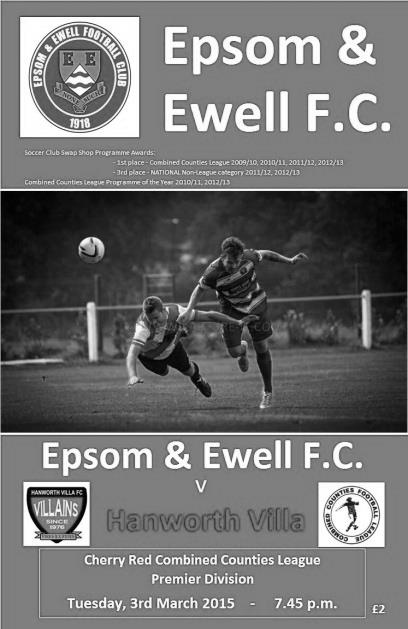 EPSOM & EWELL FOOTBALL CLUB
E E
1918
Epsom &
Ewell F.C.
Soccer Club Swap Shop Programme Awards:
- 1st place - Combined Counties League 2009/10, 2010/11, 2011/12, 2012/13
- 3rd place - NATIONAL Non-League category 2011/12, 2012/13
Combined Counties League Programme of the Year 2010/11, 2012/13
Epsom & Ewell F.C.
v
HANWORTH VILLA FC
VILLAINS
SINCE
1976
Hanworth Villa
COMBINED COUNTIES FOOTBALL LEAGUE
Cherry Red Combined Counties League
Premier Division
Tuesday, 3rd March 2015 - 7.45 p.m.
£2